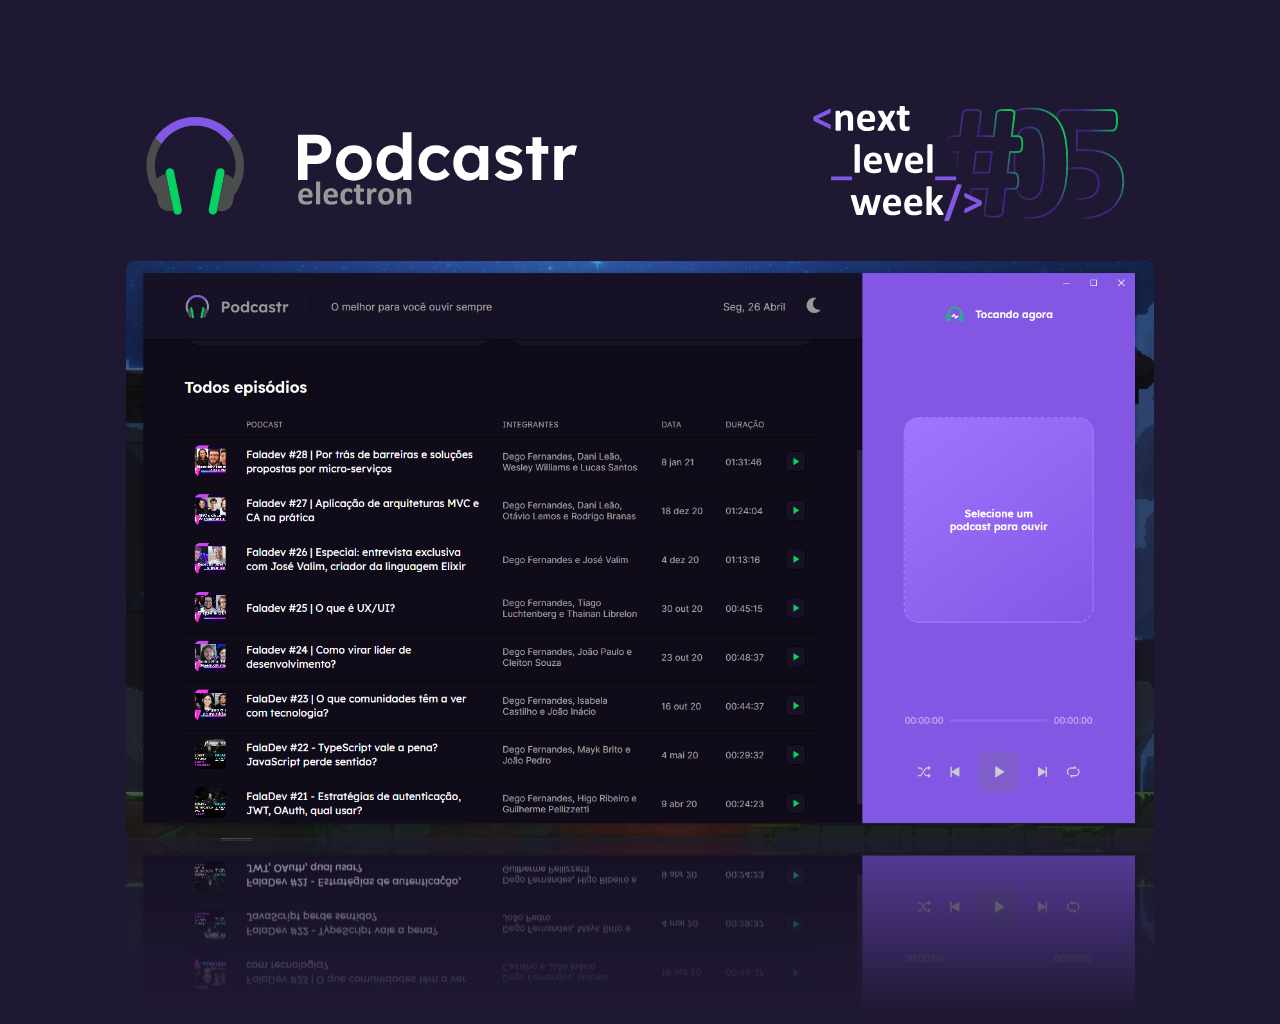 Podcastr
electron
<next
_level_
week/>
#05
Podcastr
O melhor para você ouvir sempre
Seg, 26 Abril
Tocando agora
Todos episódios
PODCAST INTEGRANTES DATA DURAÇÃO
Faladev #28 | Por trás de barreiras e soluções
propostas por micro-serviços
Dego Fernandes, Dani Leão,
Wesley Williams e Lucas Santos
8 jan 21
01:31:46
Faladev #27 | Aplicação de arquiteturas MVC e
CA na prática
Dego Fernandes, Dani Leão,
Otávio Lemos e Rodrigo Branas
18 dez 20
01:24:04
Faladev #26 | Especial: entrevista exclusiva
com José Valim, criador da linguagem Elixir
Dego Fernandes e José Valim
4 dez 20
01:13:16
Faladev #25 | O que é UX/UI?
Dego Fernandes, Tiago
Luchtenberg e Thainan Librelon
30 out 20
00:45:15
Faladev #24 | Como virar lider de
desenvolvimento?
Dego Fernandes, João Paulo e
Cleiton Souza
23 out 20
00:48:37
FalaDev #23 | O que comunidades têm a ver
com tecnologia?
Dego Fernandes, Isabela
Castilho e João Inácio
16 out 20
00:44:37
FalaDev #22 - TypeScript vale a pena?
JavaScript perde sentido?
Dego Fernandes, Mayk Brito e
João Pedro
4 mai 20
00:29:32
FalaDev #21 - Estratégias de autenticação,
JWT, OAuth, qual usar?
Dego Fernandes, Higo Ribeiro e
Guilherme Pellizzetti
9 abr 20
00:24:23
Selecione um
podcast para ouvir
00:00:00 00:00:00